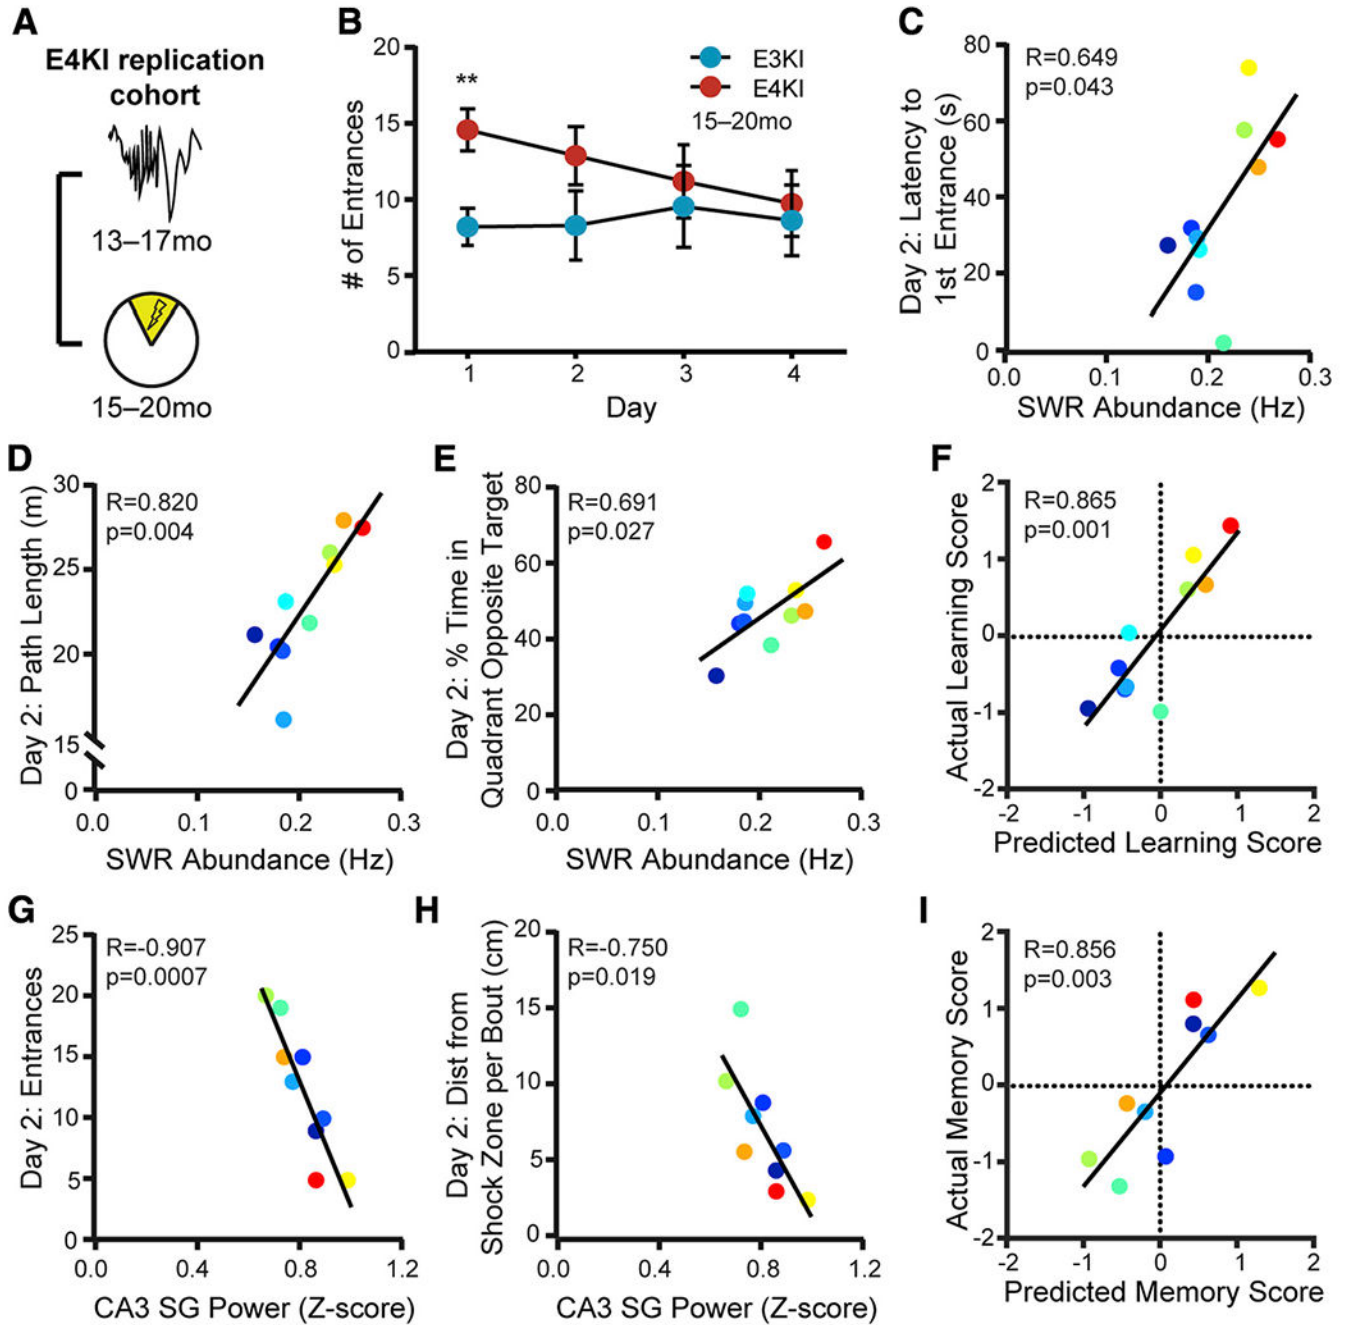 A
E4KI replication
cohort
13–17mo
15–20mo
B
# of Entrances
20
15
10
5
0
**
E3KI
E4KI
15–20mo
1 2 3 4
Day
C
Day 2: Latency to
1st Entrance (s)
80
60
40
20
0
R=0.649
p=0.043
0.0 0.1 0.2 0.3
SWR Abundance (Hz)
D
Day 2: Path Length (m)
30
25
20
15
0
R=0.820
p=0.004
0.0 0.1 0.2 0.3
SWR Abundance (Hz)
E
Day 2: % Time in
Quadrant Opposite Target
80
60
40
20
0
R=0.691
p=0.027
0.0 0.1 0.2 0.3
SWR Abundance (Hz)
F
Actual Learning Score
2
1
0
-1
-2
R=0.865
p=0.001
-2 -1 0 1 2
Predicted Learning Score
G
Day 2: Entrances
25
20
15
10
5
0
R=-0.907
p=0.0007
0.0 0.4 0.8 1.2
CA3 SG Power (Z-score)
H
Day 2: Dist from
Shock Zone per Bout (cm)
20
15
10
5
0
R=-0.750
p=0.019
0.0 0.4 0.8 1.2
CA3 SG Power (Z-score)
I
Actual Memory Score
2
1
0
-1
-2
R=0.856
p=0.003
-2 -1 0 1 2
Predicted Memory Score